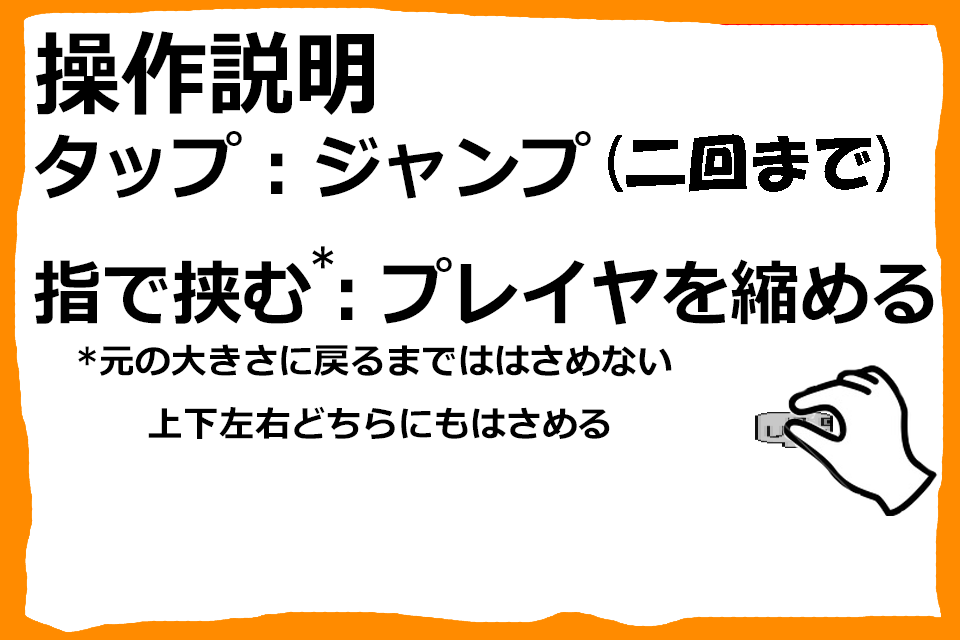 操作説明
タップ：ジャンプ(二回まで)
指で挟む*：プレイヤを縮める
*元の大きさに戻るまでははさめない
上下左右どちらにもはさめる